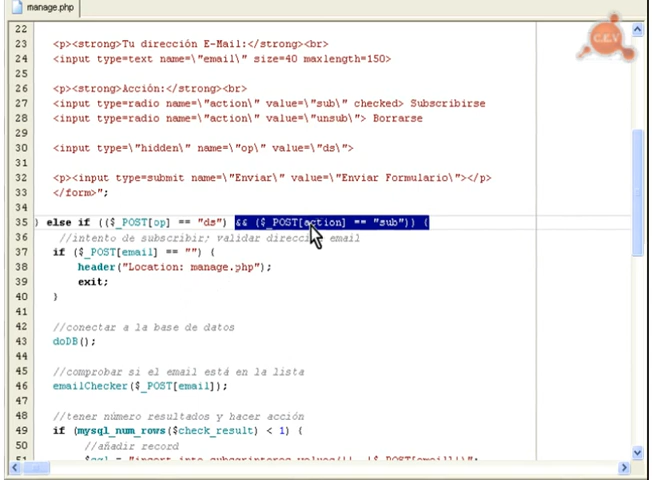 manage.php
C.E.V
22
23 <p><strong>Tu dirección E-Mail:</strong><br>
24 <input type=text name=\"email\" size=40 maxlength=150>
25
26 <p><strong>Acción:</strong><br>
27 <input type=radio name=\"action\" value=\"sub\" checked> Subscribirse
28 <input type=radio name=\"action\" value=\"unsub\"> Borrarse
29
30 <input type=\"hidden\" name=\"op\" value=\"ds\">
31
32 <p><input type=submit name=\"Enviar\" value=\"Enviar Formulario\"></p>
33 </form>";
34
35 } else if (($_POST[op] == "ds") && ($_POST[action] == "sub")) {
36 //intento de subscribir; validar dirección email
37 if ($_POST[email] == "") {
38 header("Location: manage.php");
39 exit;
40 }
41
42 //conectar a la base de datos
43 doDB();
44
45 //comprobar si el email está en la lista
46 emailChecker($_POST[email]);
47
48 //tener número resultados y hacer acción
49 if (mysql_num_rows($check_result) < 1) {
50 //añadir record
51 $sql = "insert into subscriptores values('',